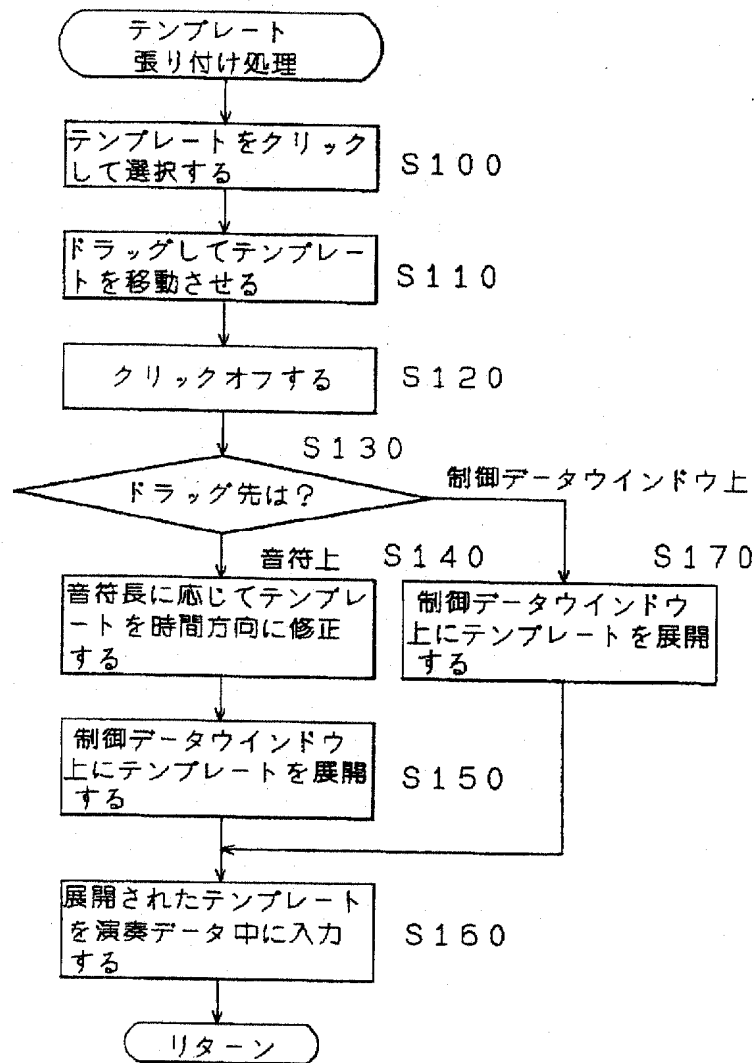 テンプレート
張り付け処理
テンプレートをクリック
して選択する
S100
ドラッグしてテンプレー
トを移動させる
S110
クリックオフする
S120
S130
ドラッグ先は？
制御データウインドウ上
音符上
S140
音符長に応じてテンプレ
ートを時間方向に修正
する
S170
制御データウインドウ
上にテンプレートを展開
する
制御データウインドウ
上にテンプレートを展開
する
S150
展開されたテンプレート
を演奏データ中に入力
する
S160
リターン